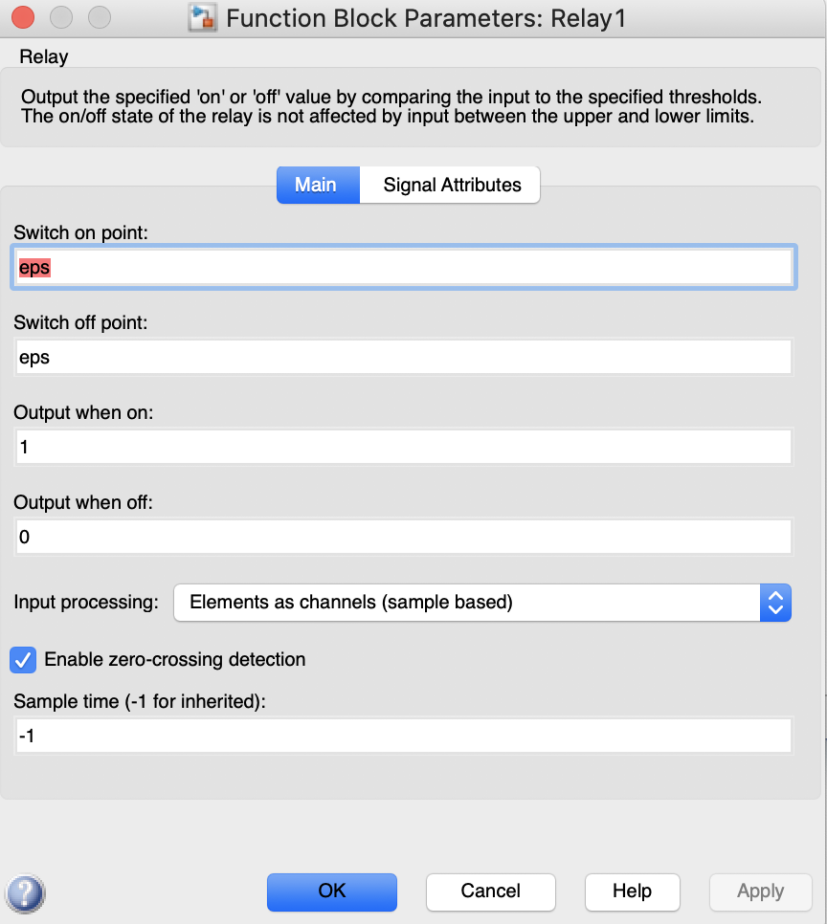 Function Block Parameters: Relay1
Relay
Output the specified 'on' or 'off' value by comparing the input to the specified thresholds.
The on/off state of the relay is not affected by input between the upper and lower limits.
Main
Signal Attributes
Switch on point:
eps
Switch off point:
eps
Output when on:
1
Output when off:
0
Input processing:
Elements as channels (sample based)
Enable zero-crossing detection
Sample time (-1 for inherited):
-1
?
OK
Cancel
Help
Apply